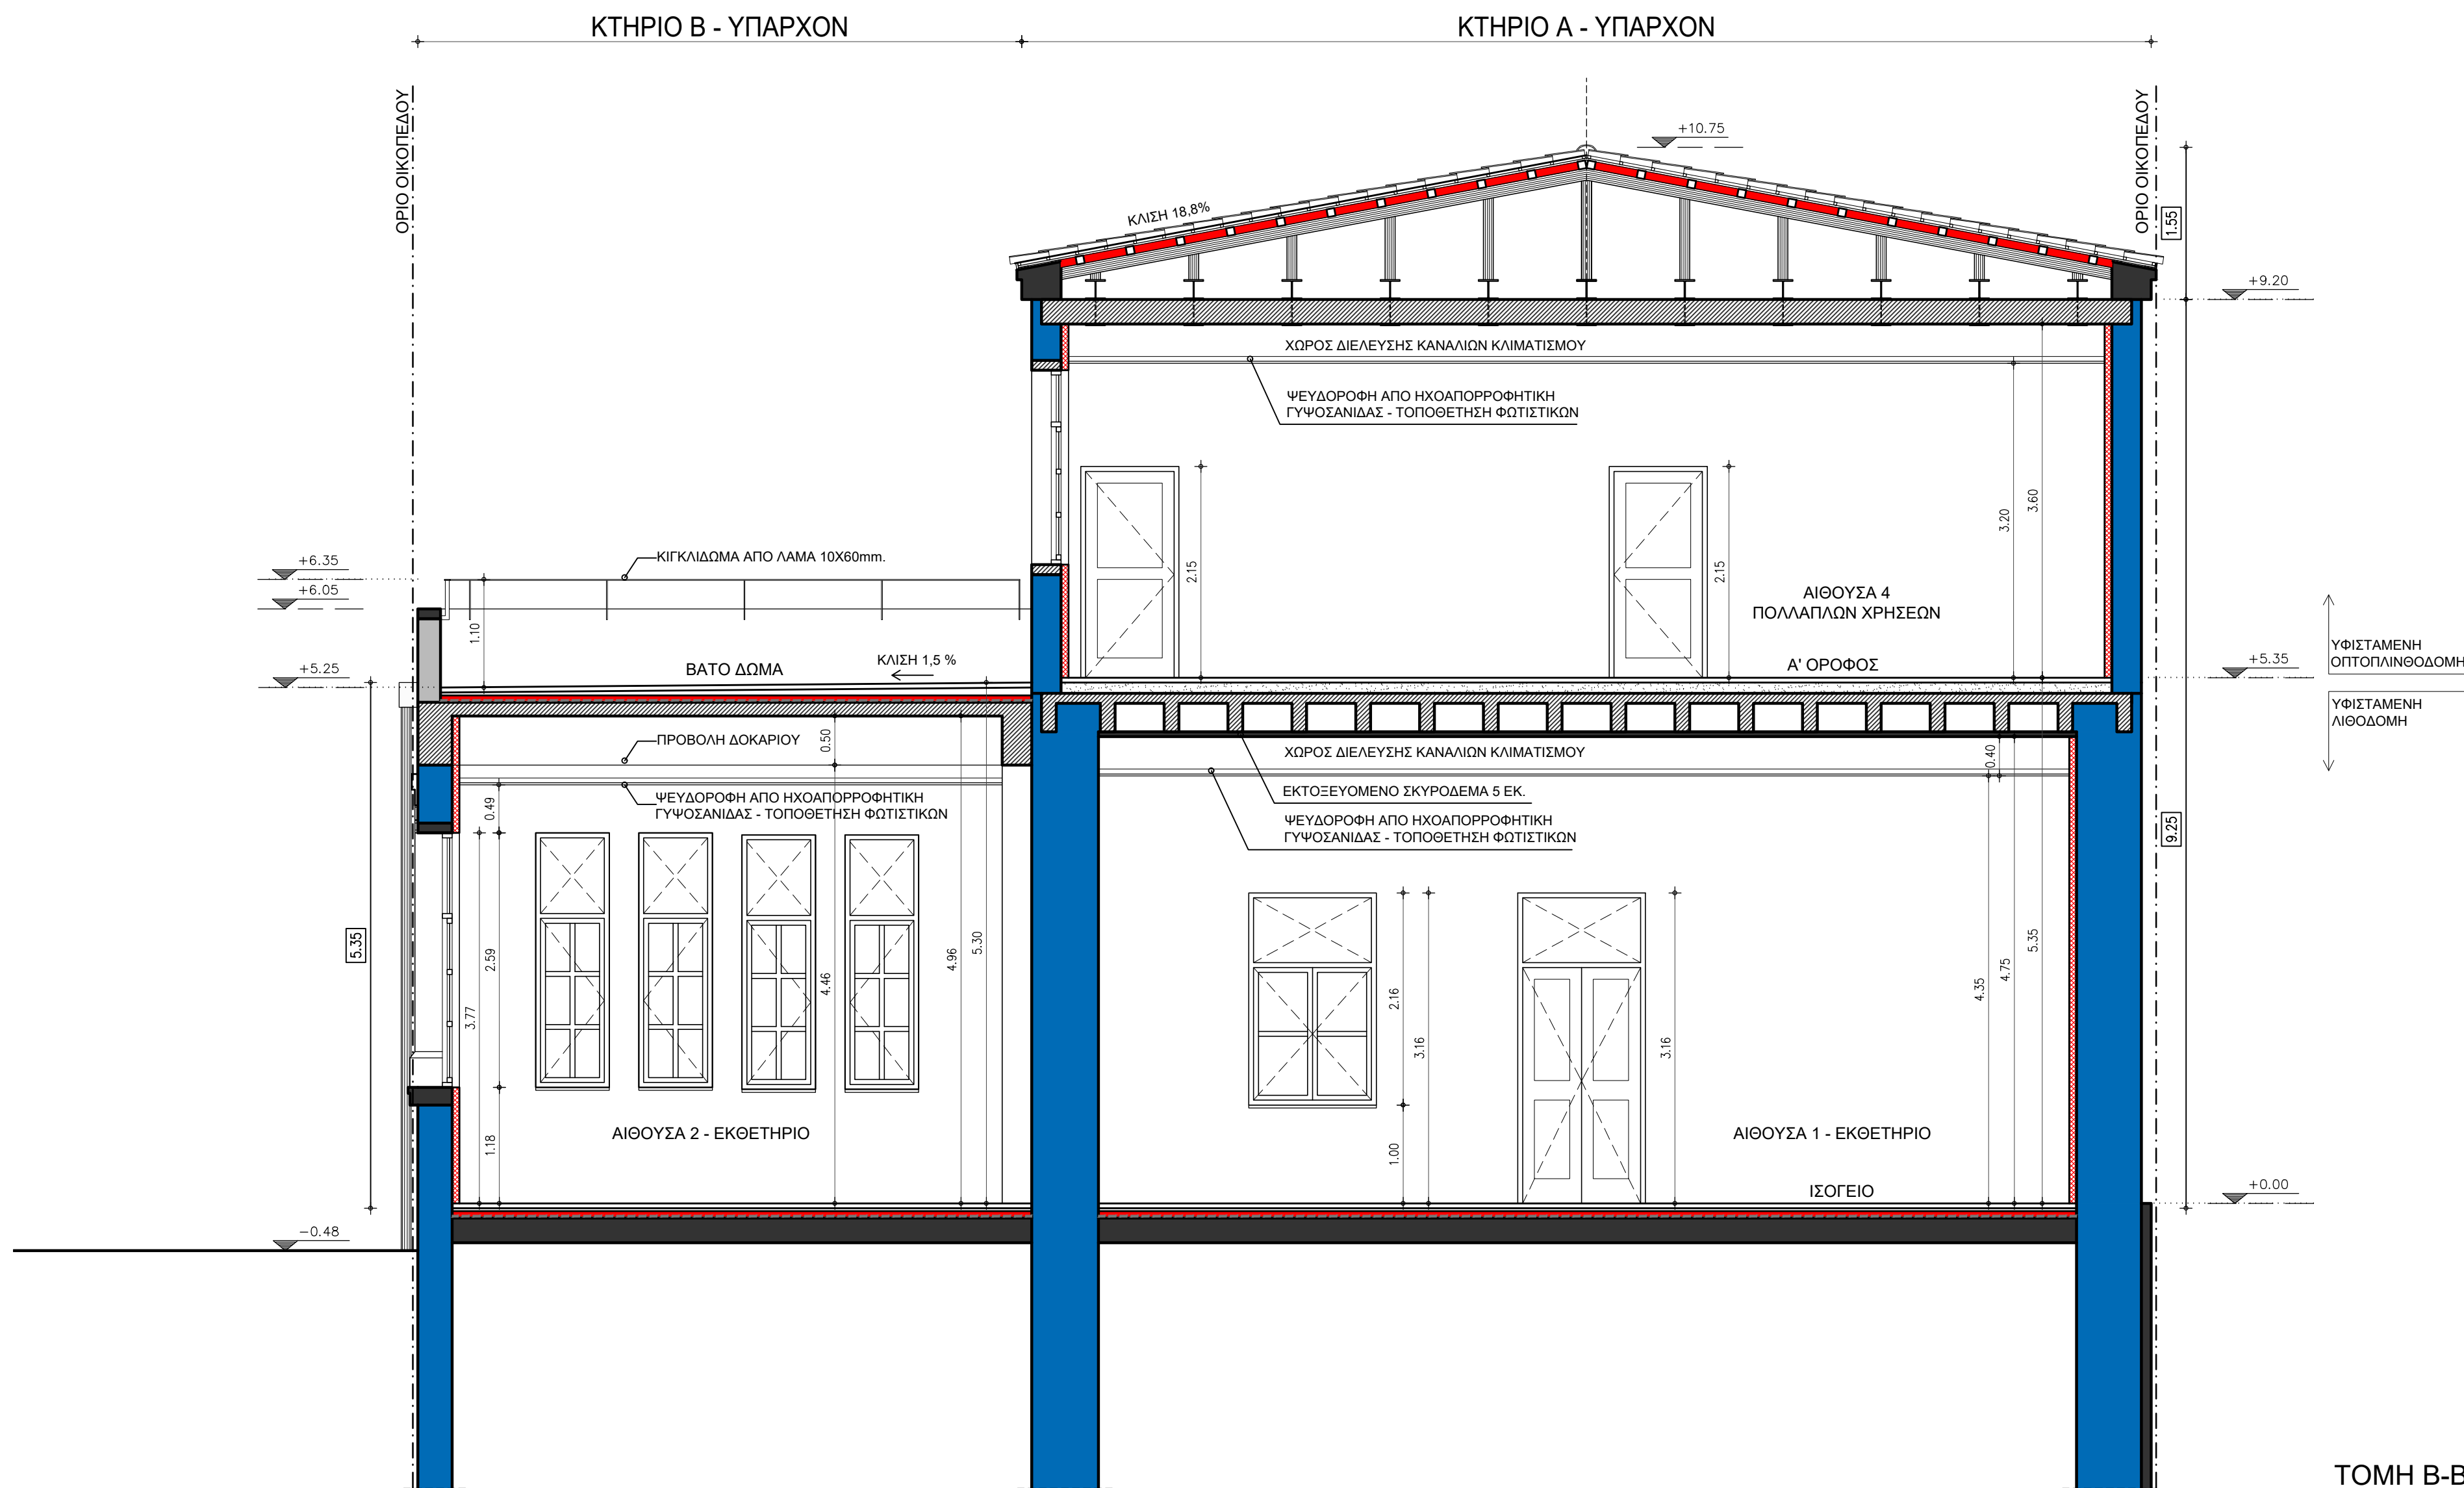 ΚΤΗΡΙΟ Β - ΥΠΑΡΧΟΝ
ΚΤΗΡΙΟ Α - ΥΠΑΡΧΟΝ
ΟΡΙΟ ΟΙΚΟΠΕΔΟΥ
ΟΡΙΟ ΟΙΚΟΠΕΔΟΥ
+10.75
ΚΛΙΣΗ 18,8%
1.55
+9.20
ΧΩΡΟΣ ΔΙΕΛΕΥΣΗΣ ΚΑΝΑΛΙΩΝ ΚΛΙΜΑΤΙΣΜΟΥ
ΨΕΥΔΟΡΟΦΗ ΑΠΟ ΗΧΟΑΠΟΡΡΟΦΗΤΙΚΗ
ΓΥΨΟΣΑΝΙΔΑΣ - ΤΟΠΟΘΕΤΗΣΗ ΦΩΤΙΣΤΙΚΩΝ
3.20
3.60
2.15
2.15
+6.35
+6.05
+5.25
ΚΙΓΚΛΙΔΩΜΑ ΑΠΟ ΛΑΜΑ 10Χ60mm.
1.10
ΒΑΤΟ ΔΩΜΑ
ΚΛΙΣΗ 1,5 %
ΑΙΘΟΥΣΑ 4
ΠΟΛΛΑΠΛΩΝ ΧΡΗΣΕΩΝ
Α' ΟΡΟΦΟΣ
+5.35
ΥΦΙΣΤΑΜΕΝΗ
ΟΠΤΟΠΛΙΝΘΟΔΟΜΗ
ΥΦΙΣΤΑΜΕΝΗ
ΛΙΘΟΔΟΜΗ
ΠΡΟΒΟΛΗ ΔΟΚΑΡΙΟΥ
0.50
ΧΩΡΟΣ ΔΙΕΛΕΥΣΗΣ ΚΑΝΑΛΙΩΝ ΚΛΙΜΑΤΙΣΜΟΥ
0.40
ΨΕΥΔΟΡΟΦΗ ΑΠΟ ΗΧΟΑΠΟΡΡΟΦΗΤΙΚΗ
ΓΥΨΟΣΑΝΙΔΑΣ - ΤΟΠΟΘΕΤΗΣΗ ΦΩΤΙΣΤΙΚΩΝ
0.49
ΕΚΤΟΞΕΥΟΜΕΝΟ ΣΚΥΡΟΔΕΜΑ 5 ΕΚ.
ΨΕΥΔΟΡΟΦΗ ΑΠΟ ΗΧΟΑΠΟΡΡΟΦΗΤΙΚΗ
ΓΥΨΟΣΑΝΙΔΑΣ - ΤΟΠΟΘΕΤΗΣΗ ΦΩΤΙΣΤΙΚΩΝ
9.25
5.35
3.77
2.59
4.46
4.96
5.30
2.16
3.16
3.16
4.35
4.75
5.35
1.18
ΑΙΘΟΥΣΑ 2 - ΕΚΘΕΤΗΡΙΟ
1.00
ΑΙΘΟΥΣΑ 1 - ΕΚΘΕΤΗΡΙΟ
ΙΣΟΓΕΙΟ
+0.00
−0.48
ΤΟΜΗ Β-Β